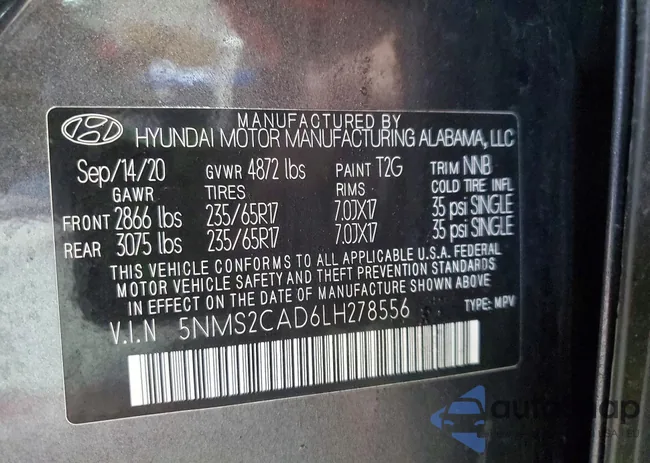 MANUFACTURED BY
HYUNDAI MOTOR MANUFACTURING ALABAMA, LLC
Sep/14/20 GVWR 4872 lbs PAINT T2G TRIM NNB
GAWR TIRES RIMS COLD TIRE INFL
FRONT 2866 lbs 235/65R17 7.0JX17 35 psi SINGLE
REAR 3075 lbs 235/65R17 7.0JX17 35 psi SINGLE
THIS VEHICLE CONFORMS TO ALL APPLICABLE U.S.A. FEDERAL
MOTOR VEHICLE SAFETY AND THEFT PREVENTION STANDARDS
IN EFFECT ON THE DATE OF MANUFACTURE SHOWN ABOVE
V.I.N 5NMS2CAD6LH278556 TYPE: MPV